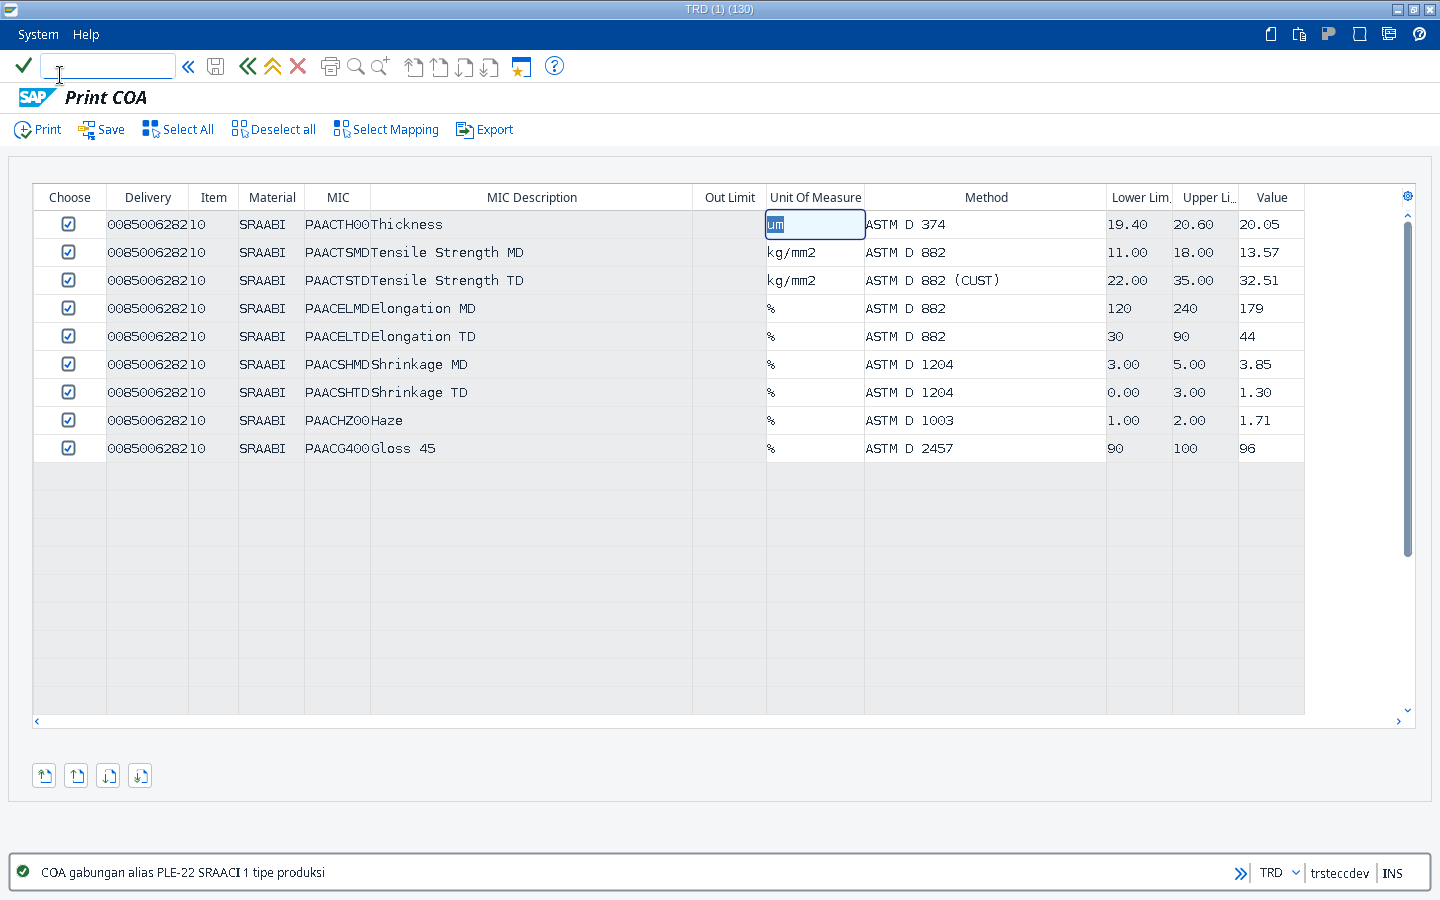 TRD (1) (130)
System Help
SAP Print COA
Print Save Select All Deselect all Select Mapping Export
Choose Delivery Item Material MIC MIC Description Out Limit Unit Of Measure Method Lower Lim. Upper Li... Value
0085006282 10 SRAABI PAACTH00 Thickness um ASTM D 374 19.40 20.60 20.05
0085006282 10 SRAABI PAACTSMD Tensile Strength MD kg/mm2 ASTM D 882 11.00 18.00 13.57
0085006282 10 SRAABI PAACTSTD Tensile Strength TD kg/mm2 ASTM D 882 (CUST) 22.00 35.00 32.51
0085006282 10 SRAABI PAACELMD Elongation MD % ASTM D 882 120 240 179
0085006282 10 SRAABI PAACELTD Elongation TD % ASTM D 882 30 90 44
0085006282 10 SRAABI PAACSHMD Shrinkage MD % ASTM D 1204 3.00 5.00 3.85
0085006282 10 SRAABI PAACSHTD Shrinkage TD % ASTM D 1204 0.00 3.00 1.30
0085006282 10 SRAABI PAACHZ00 Haze % ASTM D 1003 1.00 2.00 1.71
0085006282 10 SRAABI PAACG400 Gloss 45 % ASTM D 2457 90 100 96
COA gabungan alias PLE-22 SRAACI 1 tipe produksi TRD trsteccdev INS